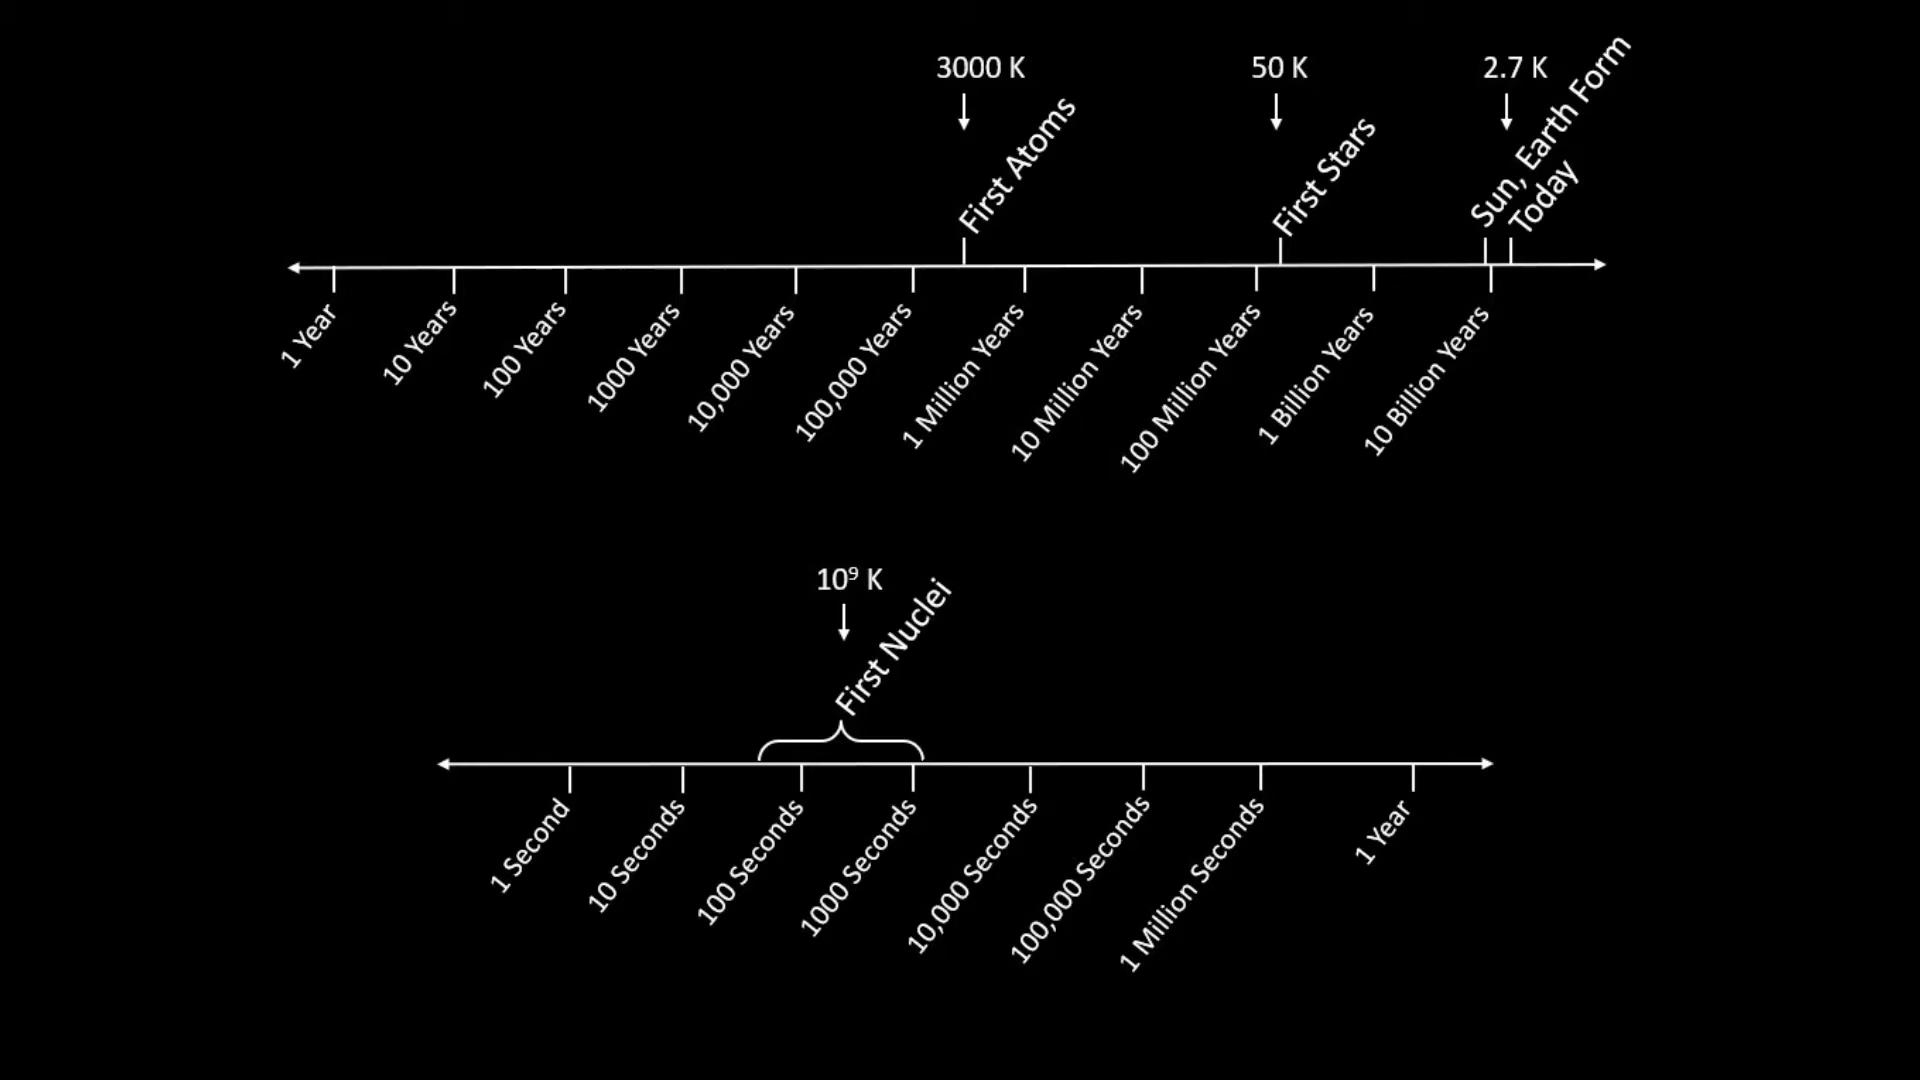 3000 K
50 K
2.7 K
First Atoms
First Stars
Sun, Earth Form
Today
1 Year
10 Years
100 Years
1000 Years
10,000 Years
100,000 Years
1 Million Years
10 Million Years
100 Million Years
1 Billion Years
10 Billion Years
10⁹ K
First Nuclei
1 Second
10 Seconds
100 Seconds
1000 Seconds
10,000 Seconds
100,000 Seconds
1 Million Seconds
1 Year